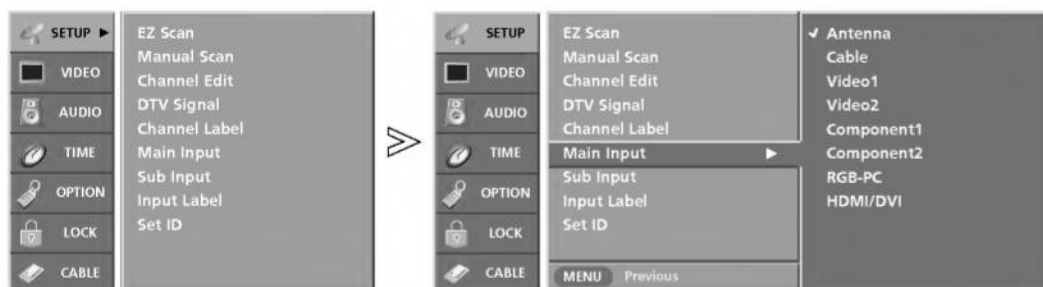 SETUP
VIDEO
AUDIO
TIME
OPTION
LOCK
CABLE
EZ Scan
Manual Scan
Channel Edit
DTV Signal
Channel Label
Main Input
Sub Input
Input Label
Set ID
SETUP
VIDEO
AUDIO
TIME
OPTION
LOCK
CABLE
EZ Scan
Manual Scan
Channel Edit
DTV Signal
Channel Label
Main Input
Sub Input
Input Label
Set ID
MENU Previous
Antenna
Cable
Video1
Video2
Component1
Component2
RGB-PC
HDMI/DVI